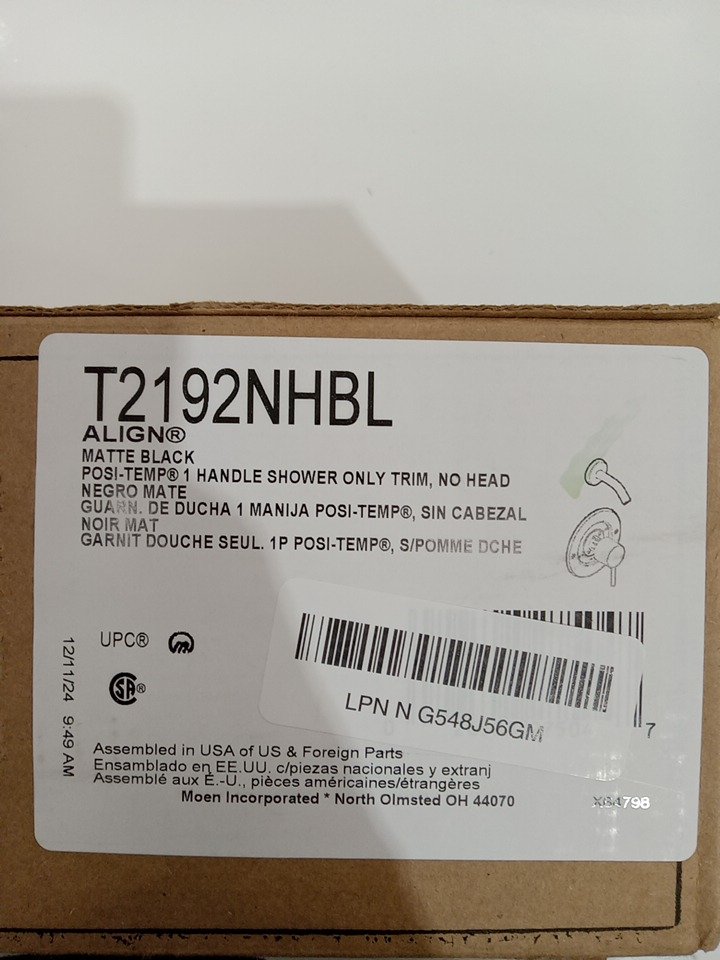 T2192NHBL
ALIGN®
MATTE BLACK
POSI-TEMP® 1 HANDLE SHOWER ONLY TRIM, NO HEAD
NEGRO MATE
GUARN. DE DUCHA 1 MANIJA POSI-TEMP®, SIN CABEZAL
NOIR MAT
GARNIT DOUCHE SEUL. 1P POSI-TEMP®, S/POMME DCHE
12/11/24 9:49 AM
UPC®
SA®
LPN N G548J56GM
7
Assembled in USA of US & Foreign Parts
Ensamblado en EE.UU. c/piezas nacionales y extranj
Assemblé aux É.-U., pièces américaines/étrangères
Moen Incorporated * North Olmsted OH 44070